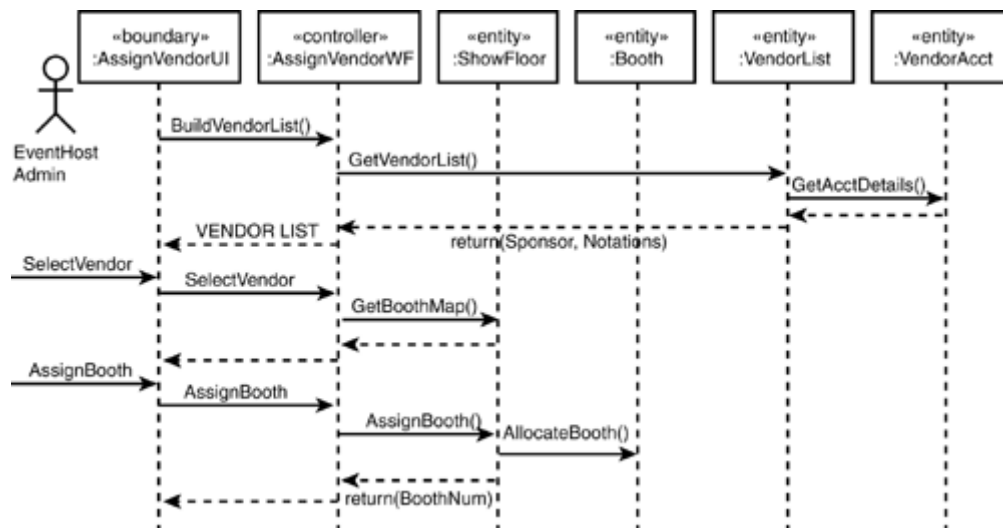 «boundary»
:AssignVendorUI
«controller»
:AssignVendorWF
«entity»
:ShowFloor
«entity»
:Booth
«entity»
:VendorList
«entity»
:VendorAcct
EventHost
Admin
BuildVendorList()
GetVendorList()
GetAcctDetails()
VENDOR LIST
return(Sponsor, Notations)
SelectVendor
SelectVendor
GetBoothMap()
AssignBooth
AssignBooth
AssignBooth()
AllocateBooth()
return(BoothNum)